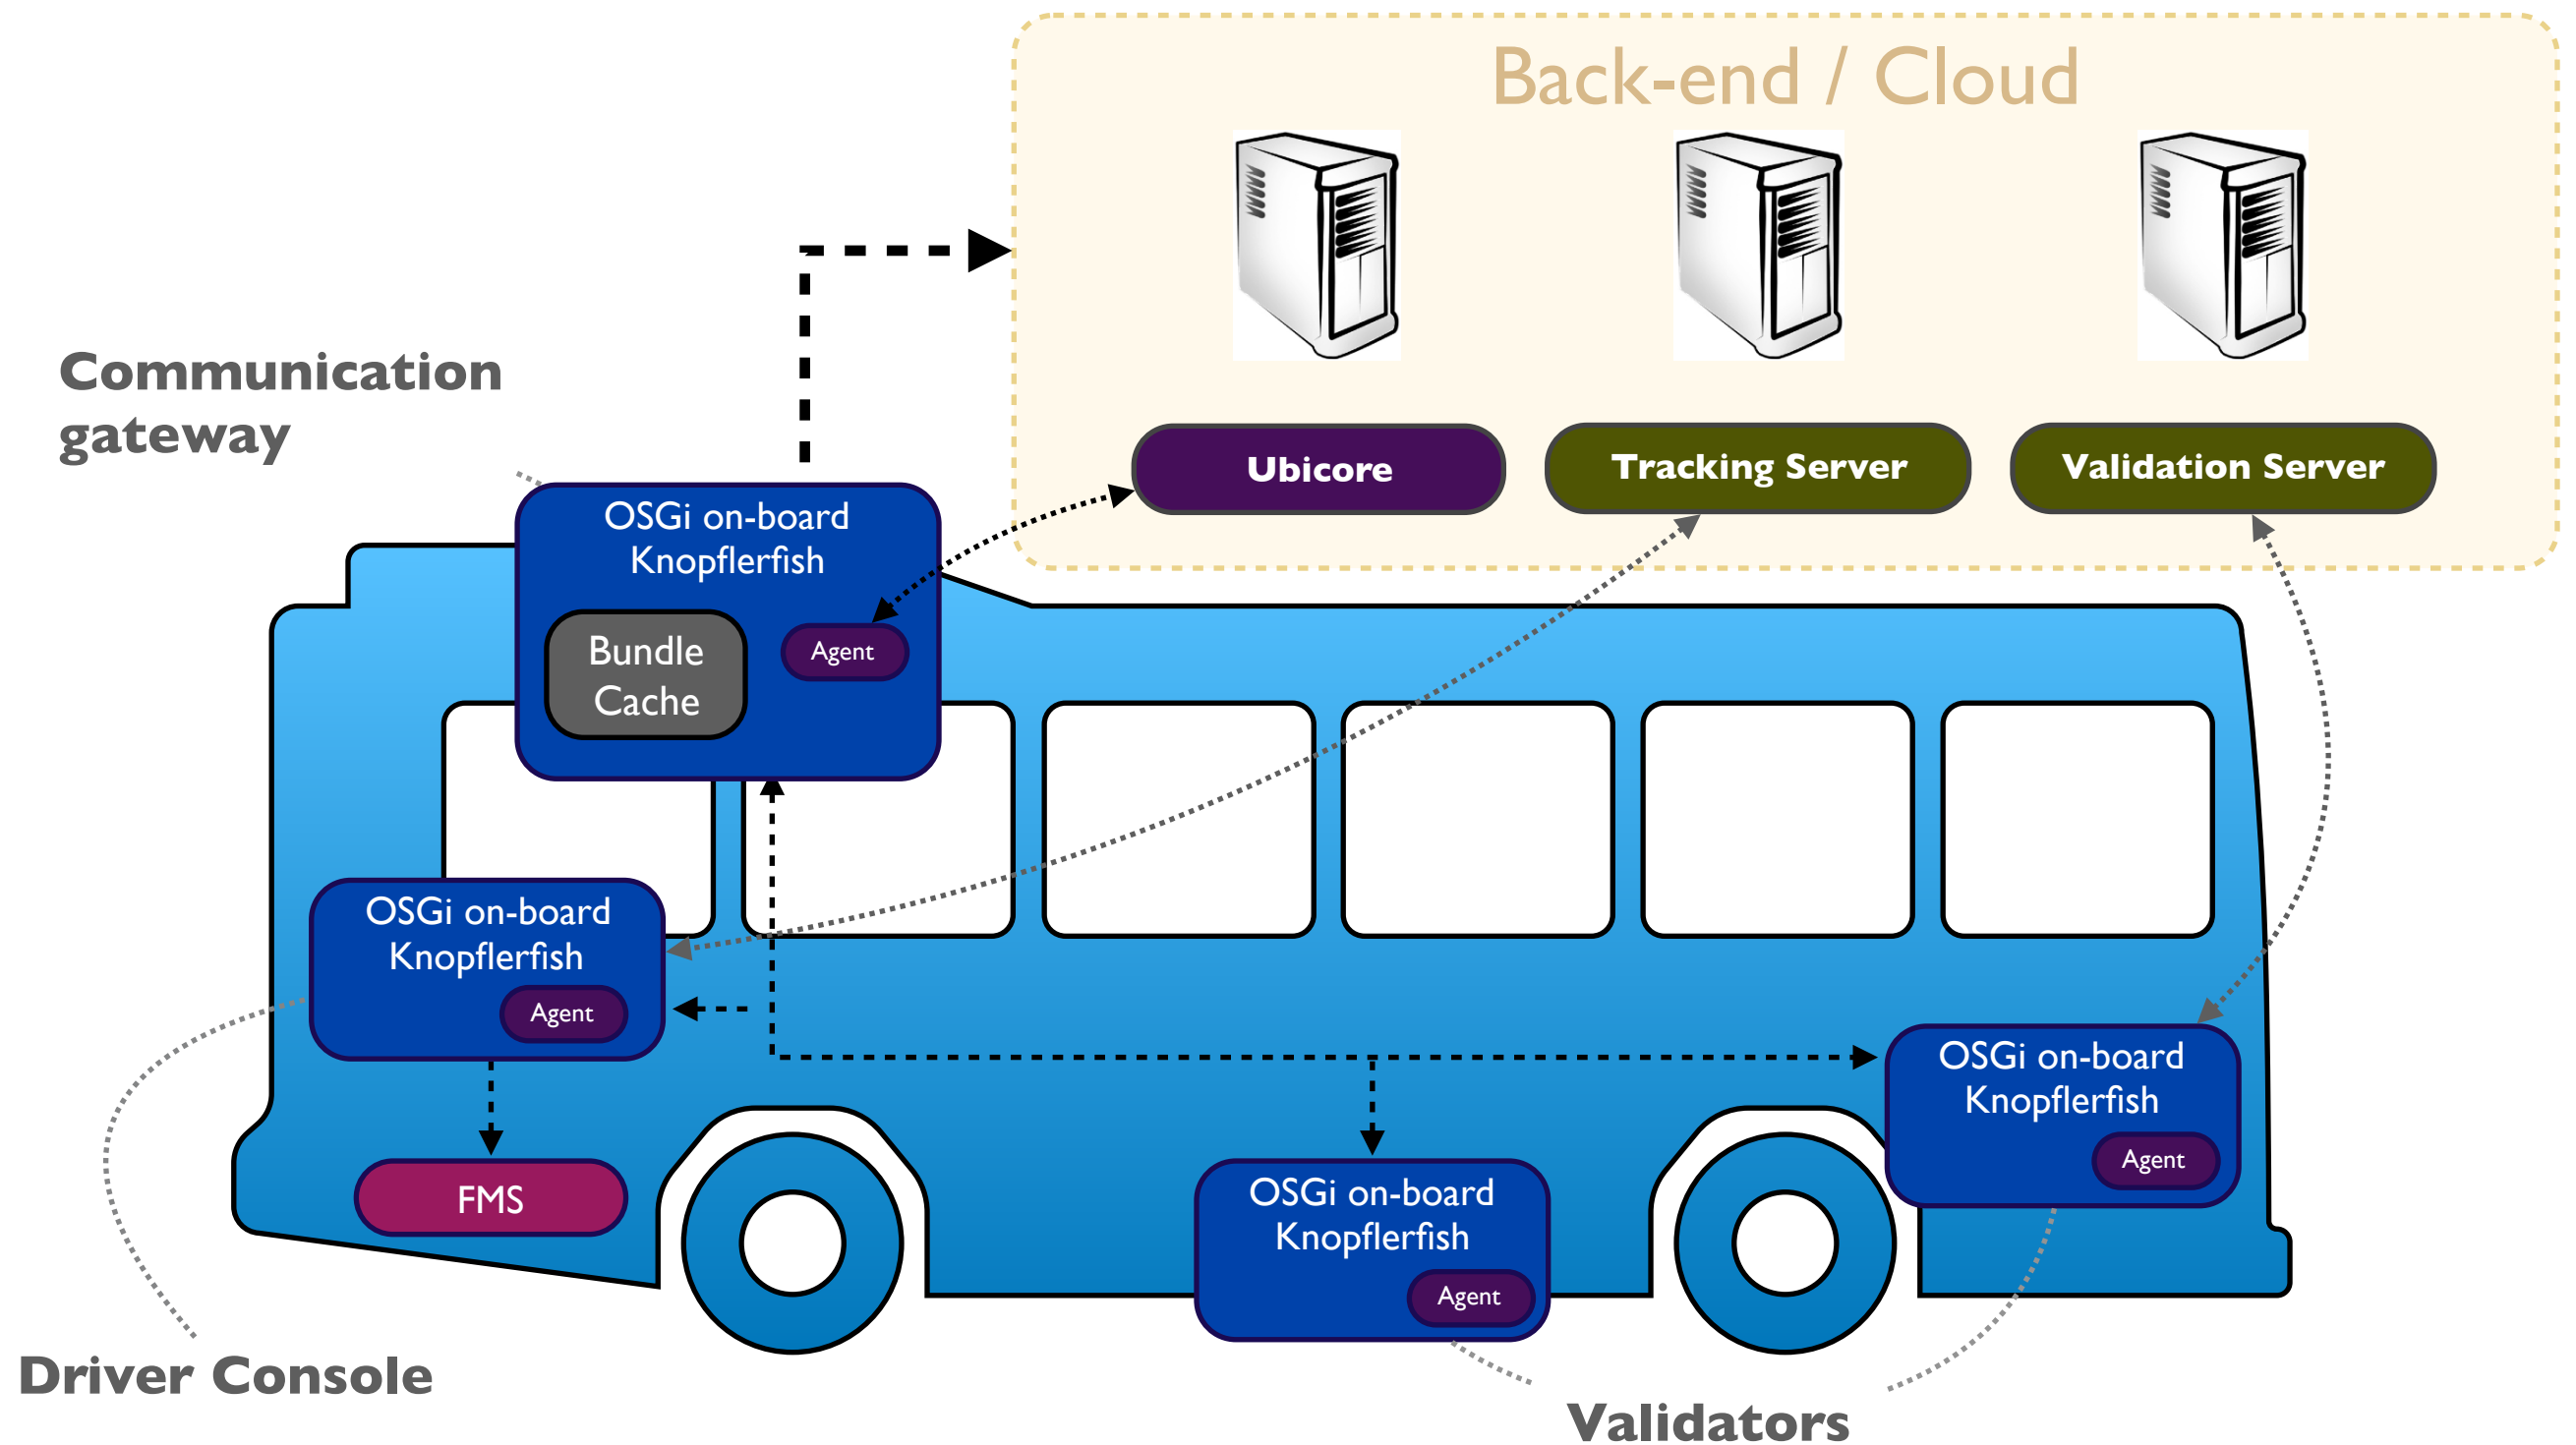 Back-end / Cloud
Communication
gateway
Ubicore
Tracking Server
Validation Server
OSGi on-board
Knopflerfish
Bundle
Cache
Agent
OSGi on-board
Knopflerfish
Agent
FMS
OSGi on-board
Knopflerfish
Agent
OSGi on-board
Knopflerfish
Agent
Driver Console
Validators